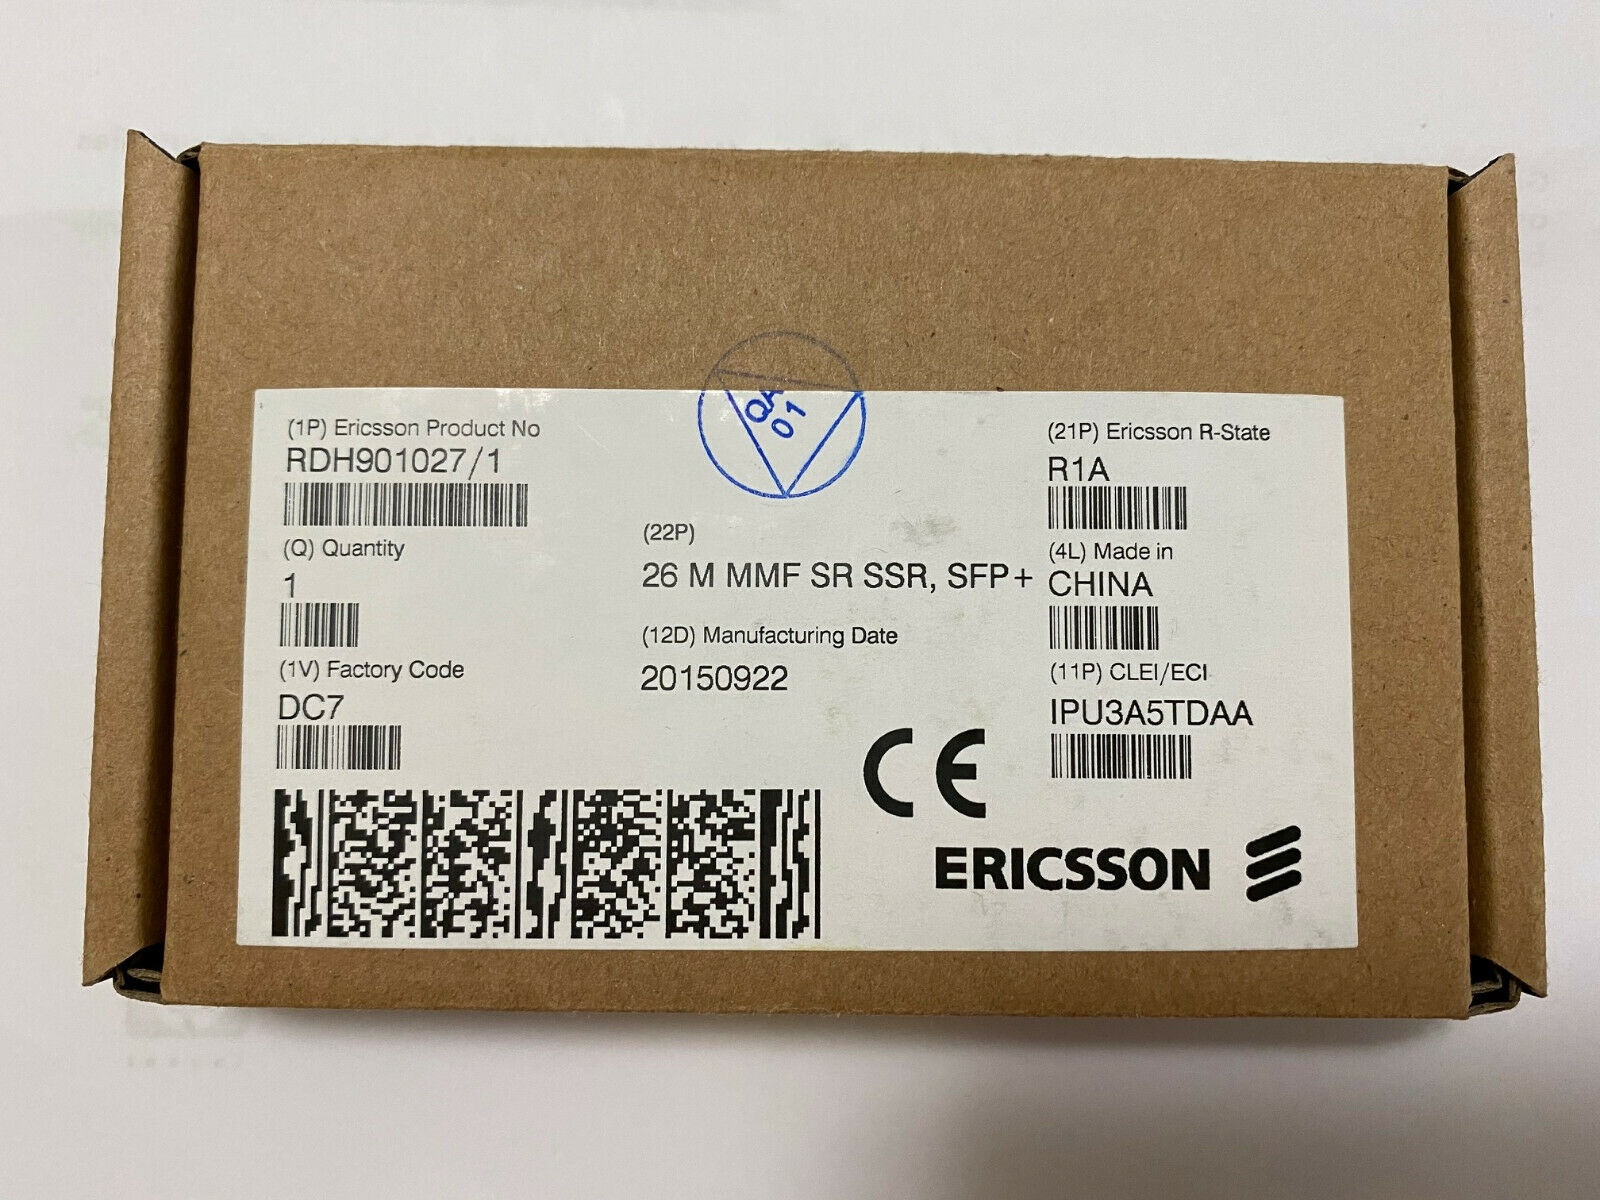 (1P) Ericsson Product No
RDH901027/1
(Q) Quantity
1
(1V) Factory Code
DC7
QA
01
(22P)
26 M MMF SR SSR, SFP+
(12D) Manufacturing Date
20150922
(21P) Ericsson R-State
R1A
(4L) Made in
CHINA
(11P) CLEI/ECI
IPU3A5TDAA
CE
ERICSSON